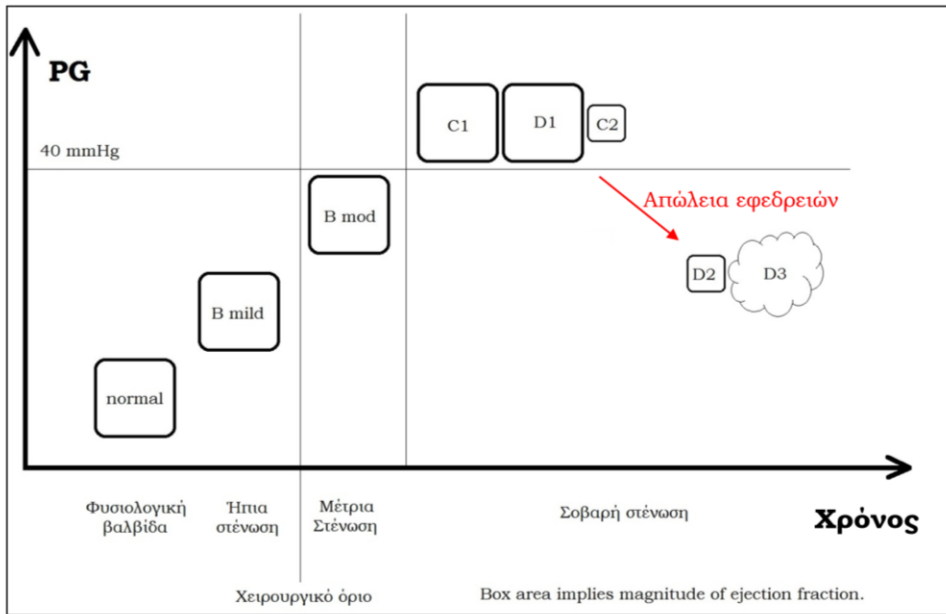 PG
C1
D1
C2
40 mmHg
Απώλεια εφεδρειών
B mod
D2
D3
B mild
normal
Φυσιολογική
βαλβίδα
Ήπια
στένωση
Μέτρια
Στένωση
Σοβαρή στένωση
Χρόνος
Χειρουργικό όριο
Box area implies magnitude of ejection fraction.